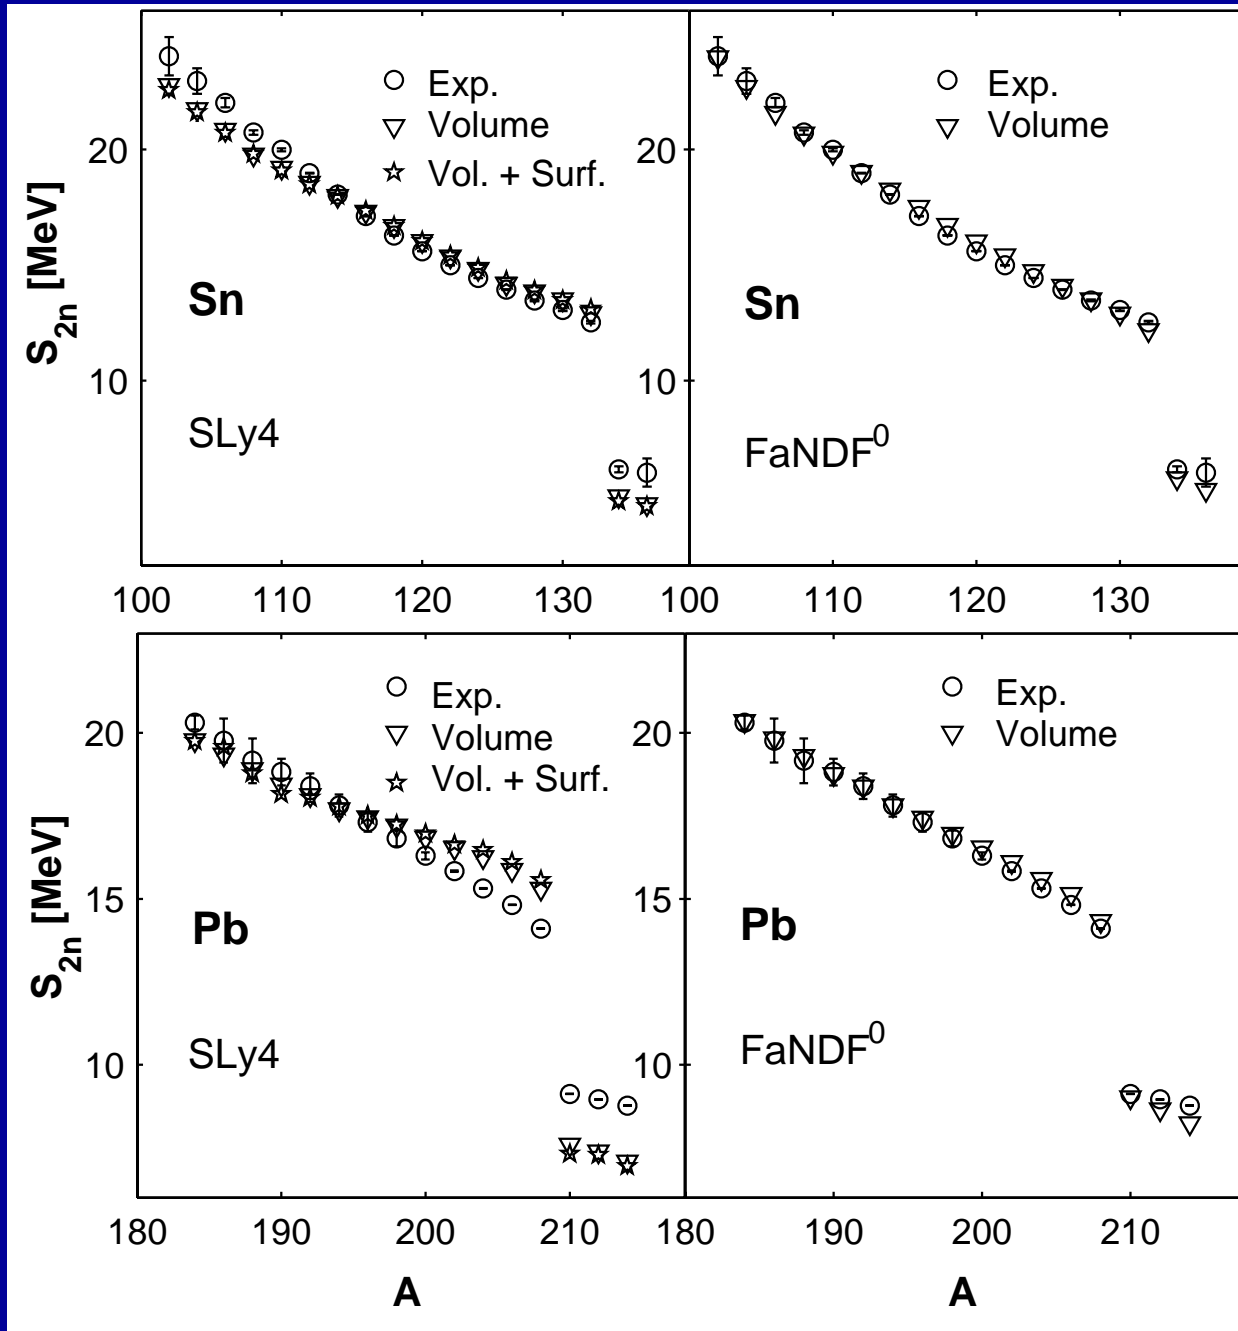 Exp.
Volume
Vol. + Surf.
Sn
SLy4
S2n [MeV]
20
10
100 110 120 130
Exp.
Volume
Sn
FaNDF0
20
10
100 110 120 130
Exp.
Volume
Vol. + Surf.
Pb
SLy4
S2n [MeV]
20
15
10
180 190 200 210
A
Exp.
Volume
Pb
FaNDF0
20
15
10
180 190 200 210
A